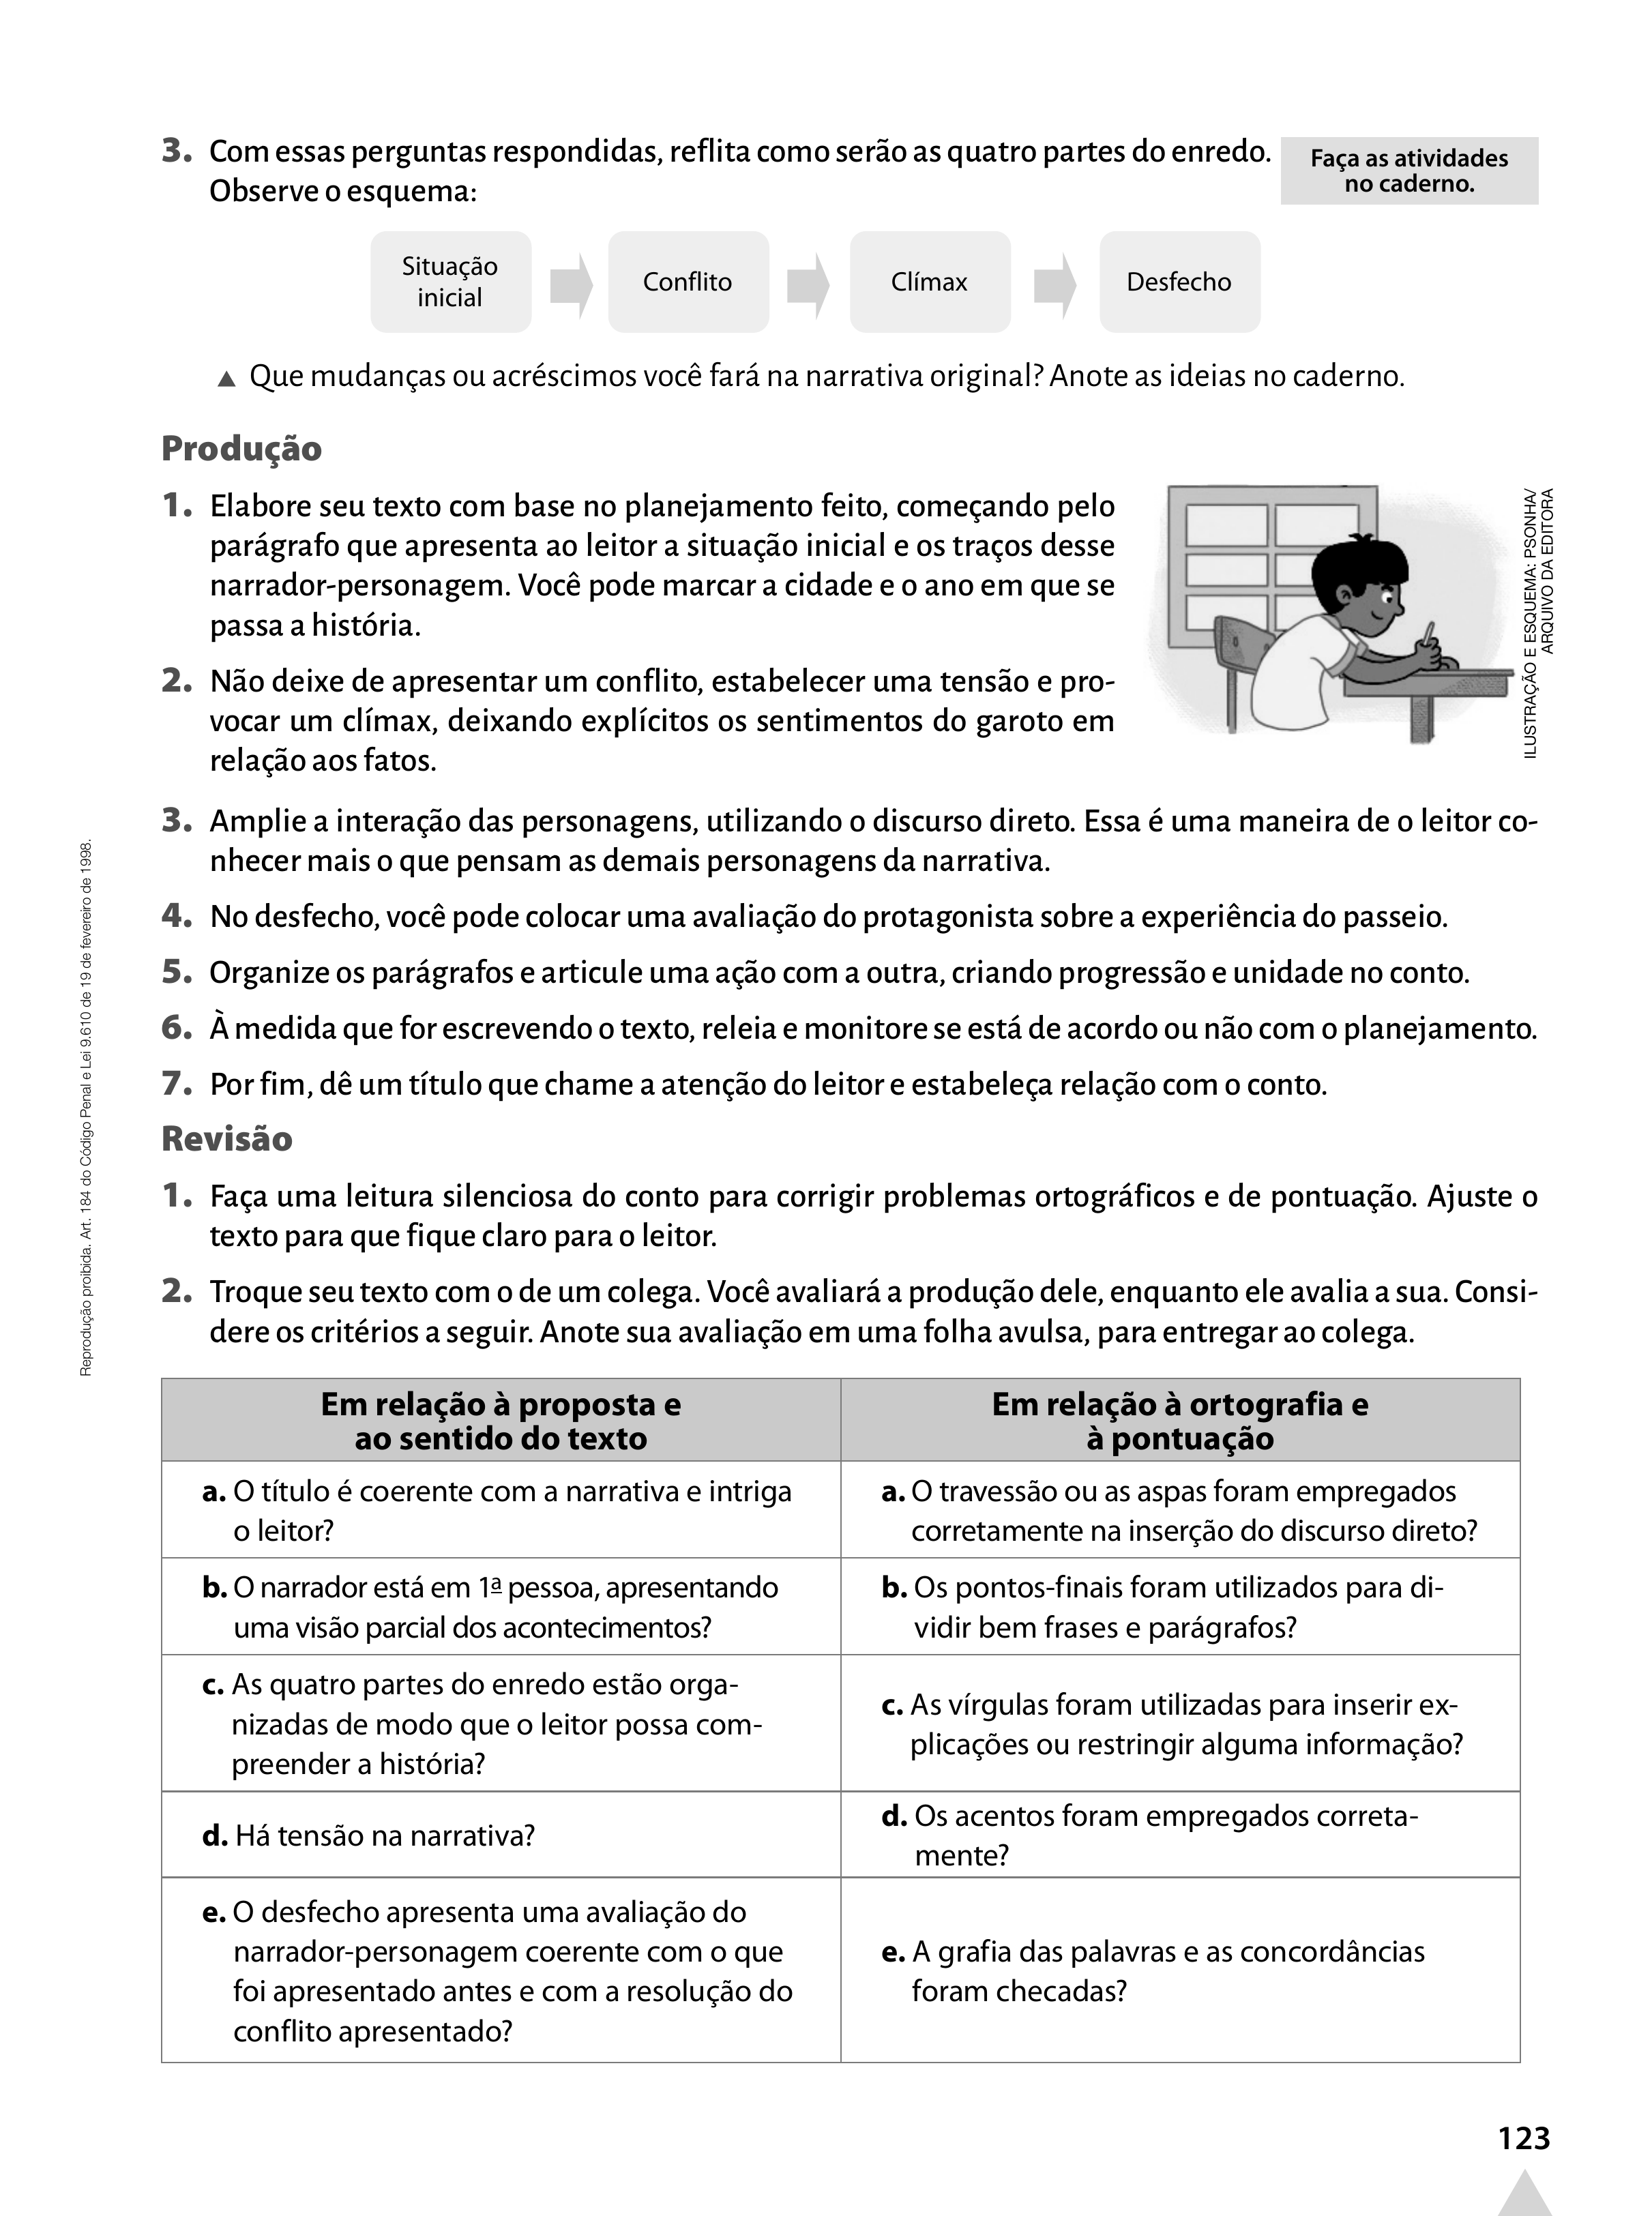 3. Com essas perguntas respondidas, reflita como serão as quatro partes do enredo.
Observe o esquema:
Faça as atividades
no caderno.
Situação
inicial
Conflito
Clímax
Desfecho
▲ Que mudanças ou acréscimos você fará na narrativa original? Anote as ideias no caderno.
Produção
1. Elabore seu texto com base no planejamento feito, começando pelo
parágrafo que apresenta ao leitor a situação inicial e os traços desse
narrador-personagem. Você pode marcar a cidade e o ano em que se
passa a história.
2. Não deixe de apresentar um conflito, estabelecer uma tensão e pro-
vocar um clímax, deixando explícitos os sentimentos do garoto em
relação aos fatos.
ILUSTRAÇÃO E ESQUEMA: PSONHA/
ARQUIVO DA EDITORA
3. Amplie a interação das personagens, utilizando o discurso direto. Essa é uma maneira de o leitor co-
nhecer mais o que pensam as demais personagens da narrativa.
4. No desfecho, você pode colocar uma avaliação do protagonista sobre a experiência do passeio.
5. Organize os parágrafos e articule uma ação com a outra, criando progressão e unidade no conto.
6. À medida que for escrevendo o texto, releia e monitore se está de acordo ou não com o planejamento.
7. Por fim, dê um título que chame a atenção do leitor e estabeleça relação com o conto.
Revisão
1. Faça uma leitura silenciosa do conto para corrigir problemas ortográficos e de pontuação. Ajuste o
texto para que fique claro para o leitor.
2. Troque seu texto com o de um colega. Você avaliará a produção dele, enquanto ele avalia a sua. Consi-
dere os critérios a seguir. Anote sua avaliação em uma folha avulsa, para entregar ao colega.
Em relação à proposta e
ao sentido do texto
Em relação à ortografia e
à pontuação
a. O título é coerente com a narrativa e intriga
o leitor?
a. O travessão ou as aspas foram empregados
corretamente na inserção do discurso direto?
b. O narrador está em 1ª pessoa, apresentando
uma visão parcial dos acontecimentos?
b. Os pontos-finais foram utilizados para di-
vidir bem frases e parágrafos?
c. As quatro partes do enredo estão orga-
nizadas de modo que o leitor possa com-
preender a história?
c. As vírgulas foram utilizadas para inserir ex-
plicações ou restringir alguma informação?
d. Há tensão na narrativa?
d. Os acentos foram empregados correta-
mente?
e. O desfecho apresenta uma avaliação do
narrador-personagem coerente com o que
foi apresentado antes e com a resolução do
conflito apresentado?
e. A grafia das palavras e as concordâncias
foram checadas?
Reprodução proibida. Art. 184 do Código Penal e Lei 9.610 de 19 de fevereiro de 1998.
123